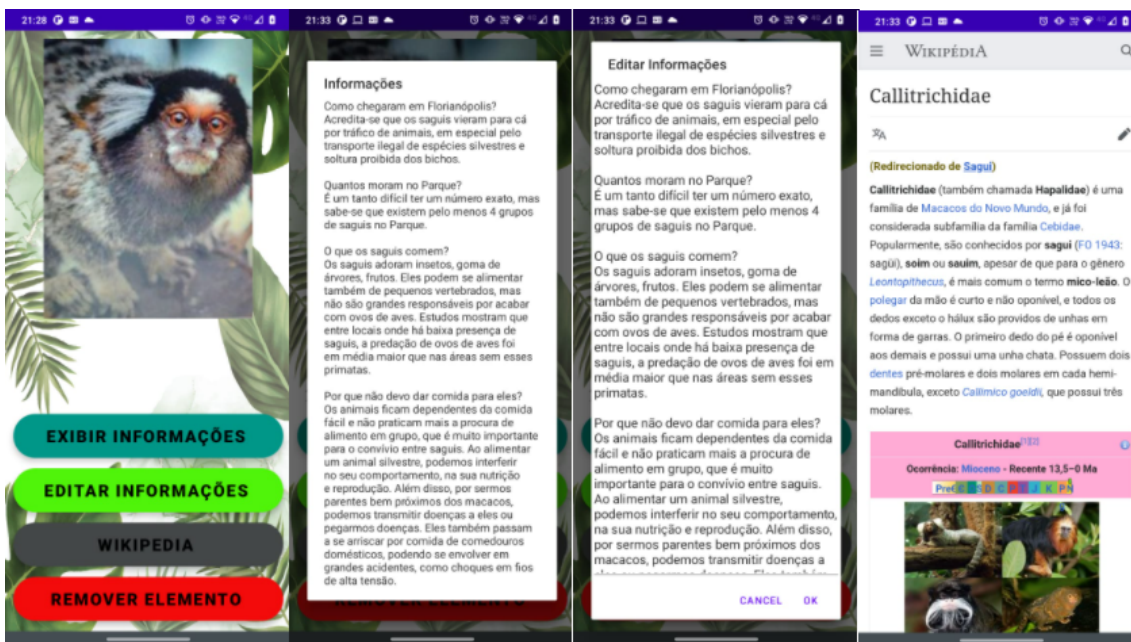 21:28
EXIBIR INFORMAÇÕES
EDITAR INFORMAÇÕES
WIKIPEDIA
REMOVER ELEMENTO
21:33
Informações
Como chegaram em Florianópolis?
Acredita-se que os saguis vieram para cá
por tráfico de animais, em especial pelo
transporte ilegal de espécies silvestres e
soltura proibida dos bichos.
Quantos moram no Parque?
É um tanto difícil ter um número exato, mas
sabe-se que existem pelo menos 4 grupos
de saguis no Parque.
O que os saguis comem?
Os saguis adoram insetos, goma de
árvores, frutos. Eles podem se alimentar
também de pequenos vertebrados, mas
não são grandes responsáveis por acabar
com ovos de aves. Estudos mostram que
entre locais onde há baixa presença de
saguis, a predação de ovos de aves foi
em média maior que nas áreas sem esses
primatas.
Por que não devo dar comida para eles?
Os animais ficam dependentes da comida
fácil e não praticam mais a procura de
alimento em grupo, que é muito importante
para o convívio entre saguis. Ao alimentar
um animal silvestre, podemos interferir
no seu comportamento, na sua nutrição
e reprodução. Além disso, por sermos
parentes bem próximos dos macacos,
podemos transmitir doenças a eles ou
pegarmos doenças. Eles também passam
a se arriscar por comida de comedouros
domésticos, podendo se envolver em
grandes acidentes, como choques em fios
de alta tensão.
REMOVER ELEMENTO
21:33
Editar Informações
Como chegaram em Florianópolis?
Acredita-se que os saguis vieram para cá
por tráfico de animais, em especial pelo
transporte ilegal de espécies silvestres e
soltura proibida dos bichos.
Quantos moram no Parque?
É um tanto difícil ter um número exato,
mas sabe-se que existem pelo menos 4
grupos de saguis no Parque.
O que os saguis comem?
Os saguis adoram insetos, goma de
árvores, frutos. Eles podem se alimentar
também de pequenos vertebrados, mas
não são grandes responsáveis por acabar
com ovos de aves. Estudos mostram que
entre locais onde há baixa presença de
saguis, a predação de ovos de aves foi em
média maior que nas áreas sem esses
primatas.
Por que não devo dar comida para eles?
Os animais ficam dependentes da comida
fácil e não praticam mais a procura de
alimento em grupo, que é muito
importante para o convívio entre saguis.
Ao alimentar um animal silvestre,
podemos interferir no seu comportamento,
na sua nutrição e reprodução. Além disso,
por sermos parentes bem próximos dos
macacos, podemos transmitir doenças a
CANCEL OK
21:33
WIKIPÉDIA
Callitrichidae
(Redirecionado de Sagui)
Callitrichidae (também chamada Hapalidae) é uma
família de Macacos do Novo Mundo, e já foi
considerada subfamília da família Cebidae.
Popularmente, são conhecidos por sagui (FO 1943:
sagüi), soim ou sauim, apesar de que para o gênero
Leontopithecus, é mais comum o termo mico-leão. O
polegar da mão é curto e não oponível, e todos os
dedos exceto o hálux são providos de unhas em
forma de garras. O primeiro dedo do pé é oponível
aos demais e possui uma unha chata. Possuem dois
dentes pré-molares e dois molares em cada hemi-
mandíbula, exceto Callimico goeldii, que possui três
molares.
Callitrichidae [1][2]
Ocorrência: Mioceno - Recente 13,5–0 Ma